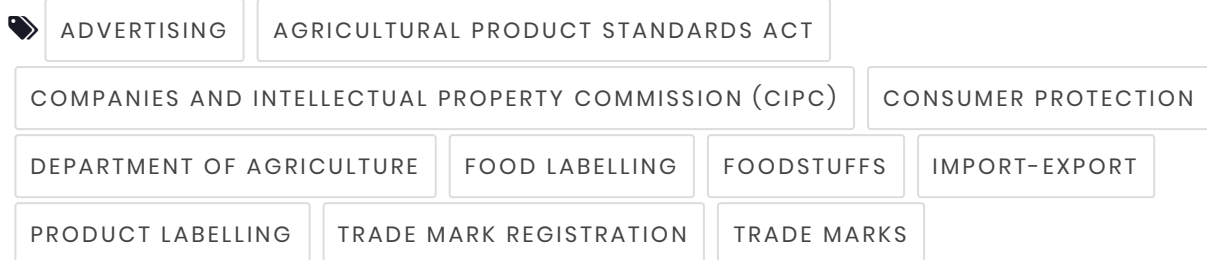 ADVERTISING AGRICULTURAL PRODUCT STANDARDS ACT
COMPANIES AND INTELLECTUAL PROPERTY COMMISSION (CIPC) CONSUMER PROTECTION
DEPARTMENT OF AGRICULTURE FOOD LABELLING FOODSTUFFS IMPORT-EXPORT
PRODUCT LABELLING TRADE MARK REGISTRATION TRADE MARKS